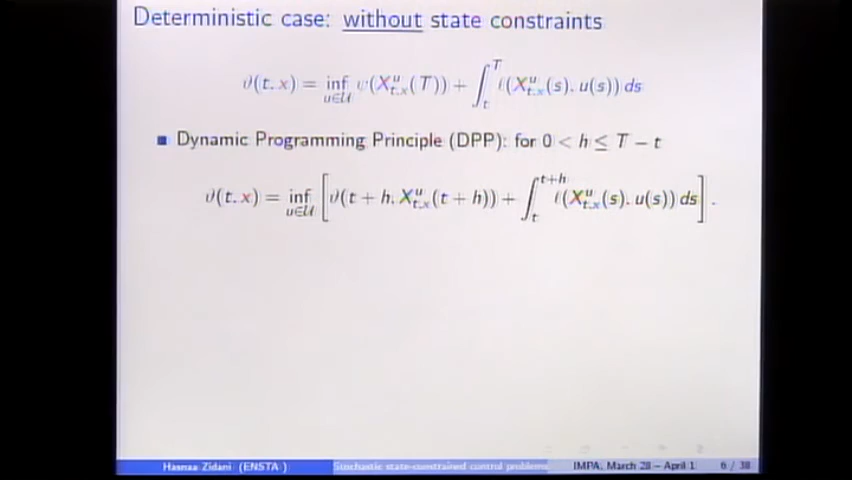 Deterministic case: without state constraints
ϑ(t, x) = inf_{u∈𝒰} ψ(X^u_{t,x}(T)) + ∫_t^T ℓ(X^u_{t,x}(s), u(s)) ds
Dynamic Programming Principle (DPP): for 0 < h ≤ T − t
ϑ(t, x) = inf_{u∈𝒰} [ϑ(t + h, X^u_{t,x}(t + h)) + ∫_t^{t+h} ℓ(X^u_{t,x}(s), u(s)) ds].
Hasnaa Zidani (ENSTA ) Stochastic state-constrained control problems IMPA, March 28 – April 1 6 / 38